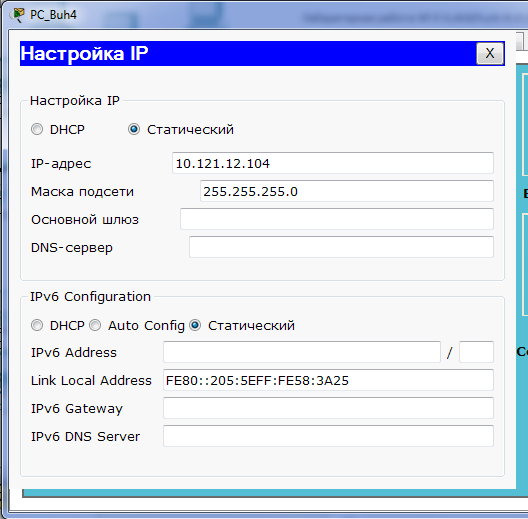 PC_Buh4
Настройка IP X
Настройка IP
DHCP Статический
IP-адрес 10.121.12.104
Маска подсети 255.255.255.0
Основной шлюз
DNS-сервер
IPv6 Configuration
DHCP Auto Config Статический
IPv6 Address /
Link Local Address FE80::205:5EFF:FE58:3A25
IPv6 Gateway
IPv6 DNS Server